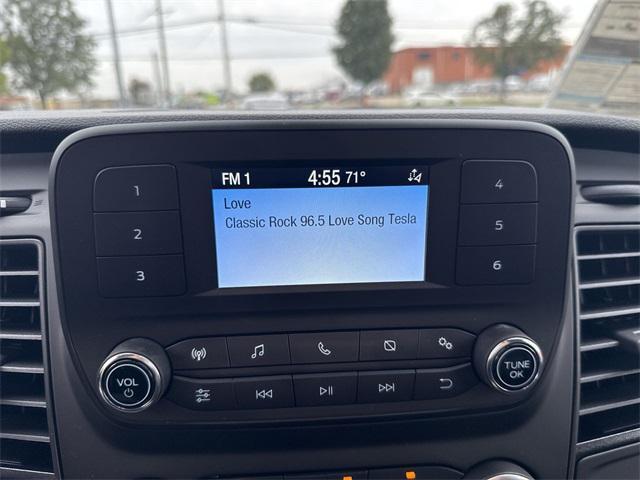 FM 1 4:55 71°
Love
Classic Rock 96.5 Love Song Tesla
1
2
3
4
5
6
VOL
TUNE
OK